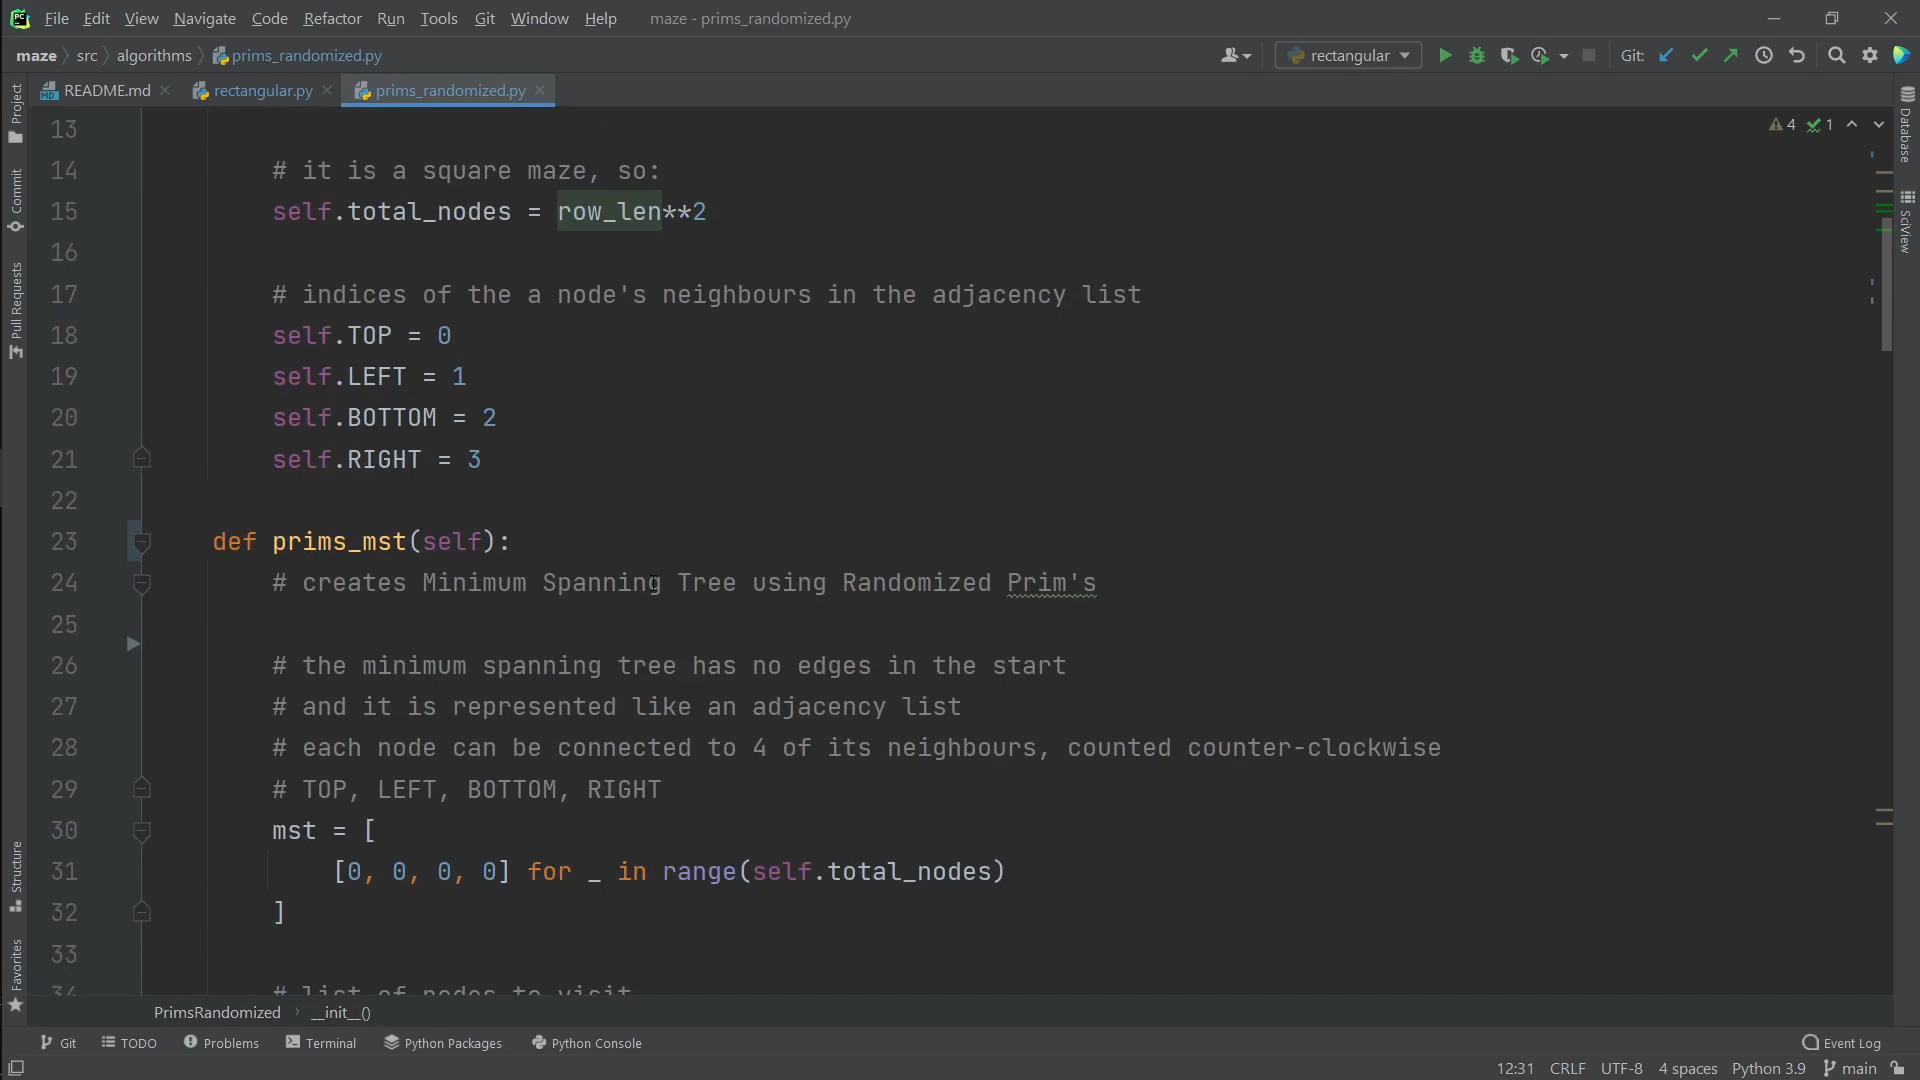 File Edit View Navigate Code Refactor Run Tools Git Window Help maze - prims_randomized.py
maze src algorithms prims_randomized.py rectangular Git:
README.md rectangular.py prims_randomized.py
Project
Commit
Pull Requests
Structure
Favorites
Database
SciView
4 1
13
14 # it is a square maze, so:
15 self.total_nodes = row_len**2
16
17 # indices of the a node's neighbours in the adjacency list
18 self.TOP = 0
19 self.LEFT = 1
20 self.BOTTOM = 2
21 self.RIGHT = 3
22
23 def prims_mst(self):
24 # creates Minimum Spanning Tree using Randomized Prim's
25
26 # the minimum spanning tree has no edges in the start
27 # and it is represented like an adjacency list
28 # each node can be connected to 4 of its neighbours, counted counter-clockwise
29 # TOP, LEFT, BOTTOM, RIGHT
30 mst = [
31 [0, 0, 0, 0] for _ in range(self.total_nodes)
32 ]
33
34 # list of nodes to visit
PrimsRandomized __init__()
Git TODO Problems Terminal Python Packages Python Console Event Log
12:31 CRLF UTF-8 4 spaces Python 3.9 main